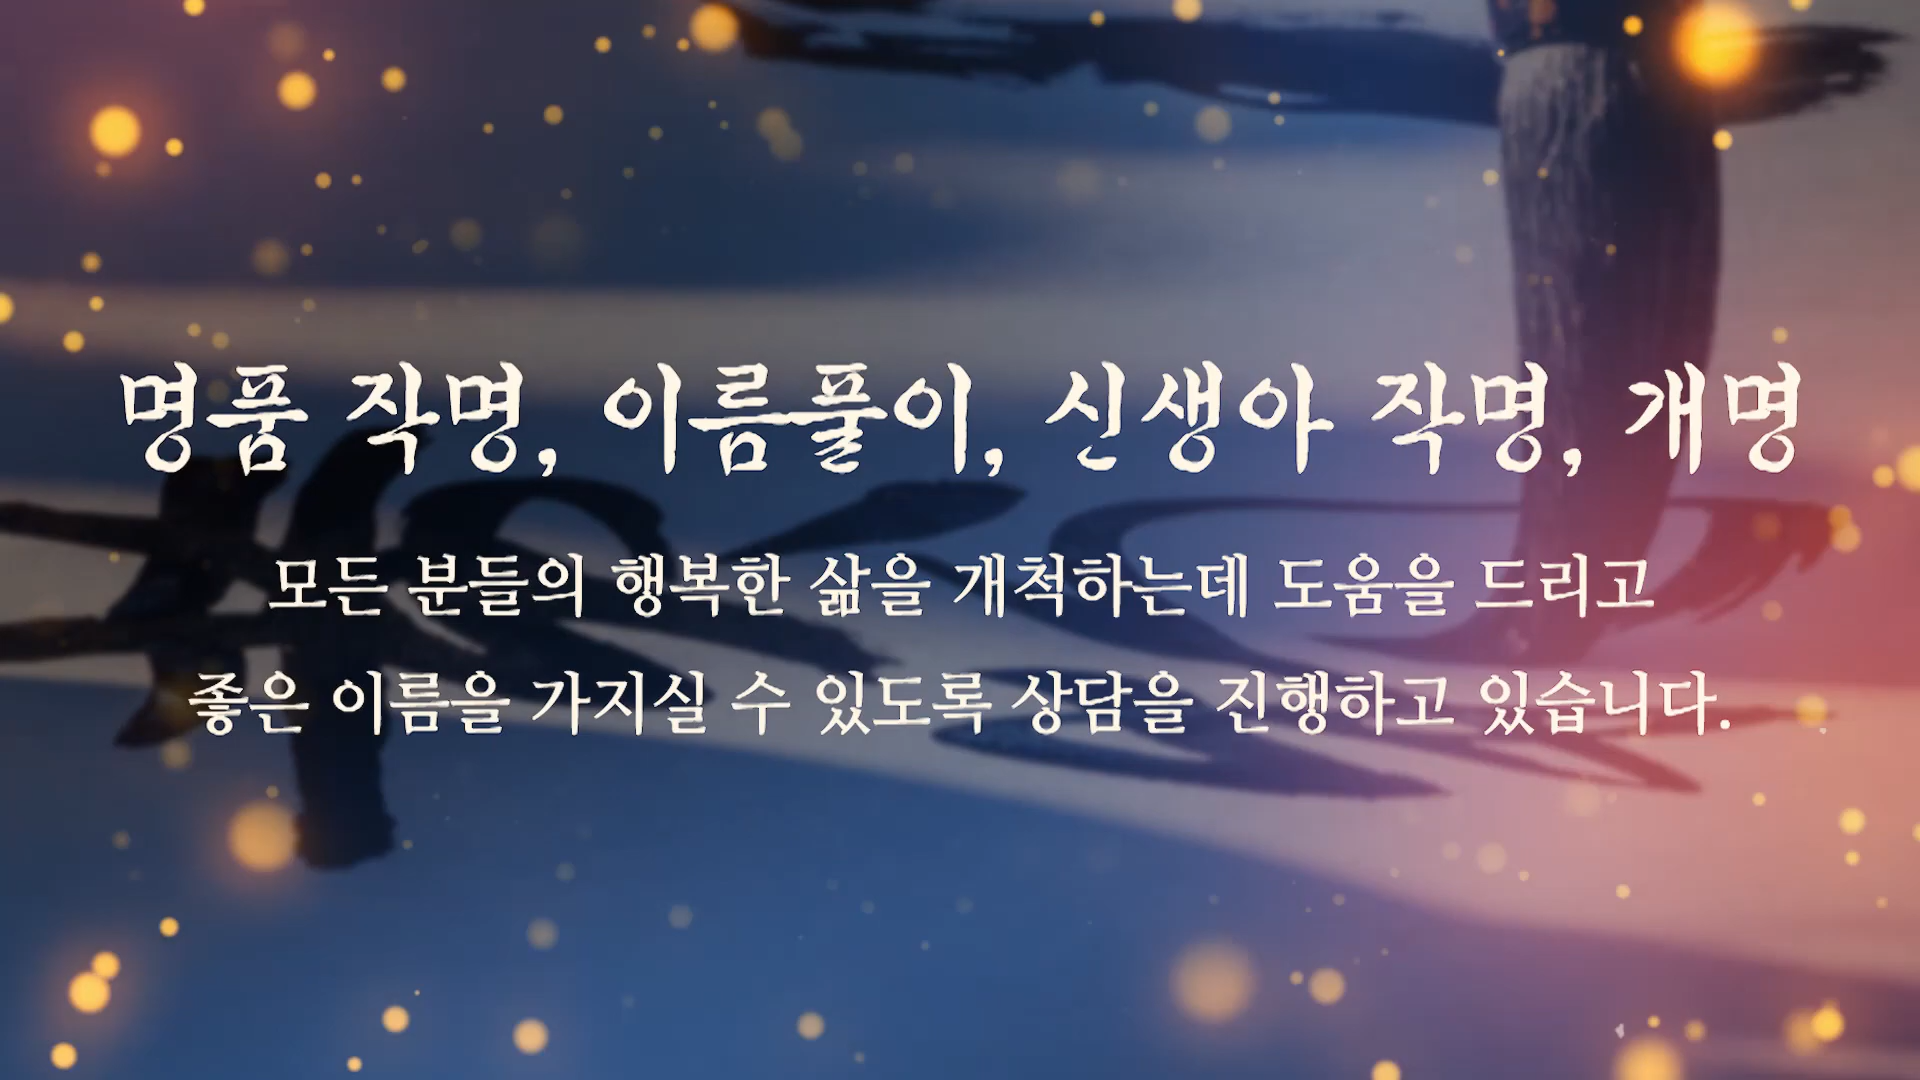 명품 작명, 이름풀이, 신생아 작명, 개명
모든 분들의 행복한 삶을 개척하는데 도움을 드리고
좋은 이름을 가지실 수 있도록 상담을 진행하고 있습니다.